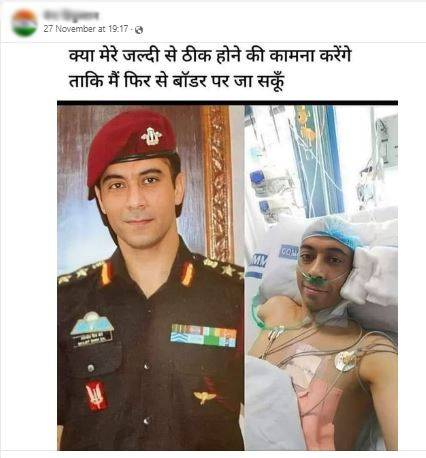 27 November at 19:17 ·
क्या मेरे जल्दी से ठीक होने की कामना करेंगे
ताकि मैं फिर से बॉडर पर जा सकूँ